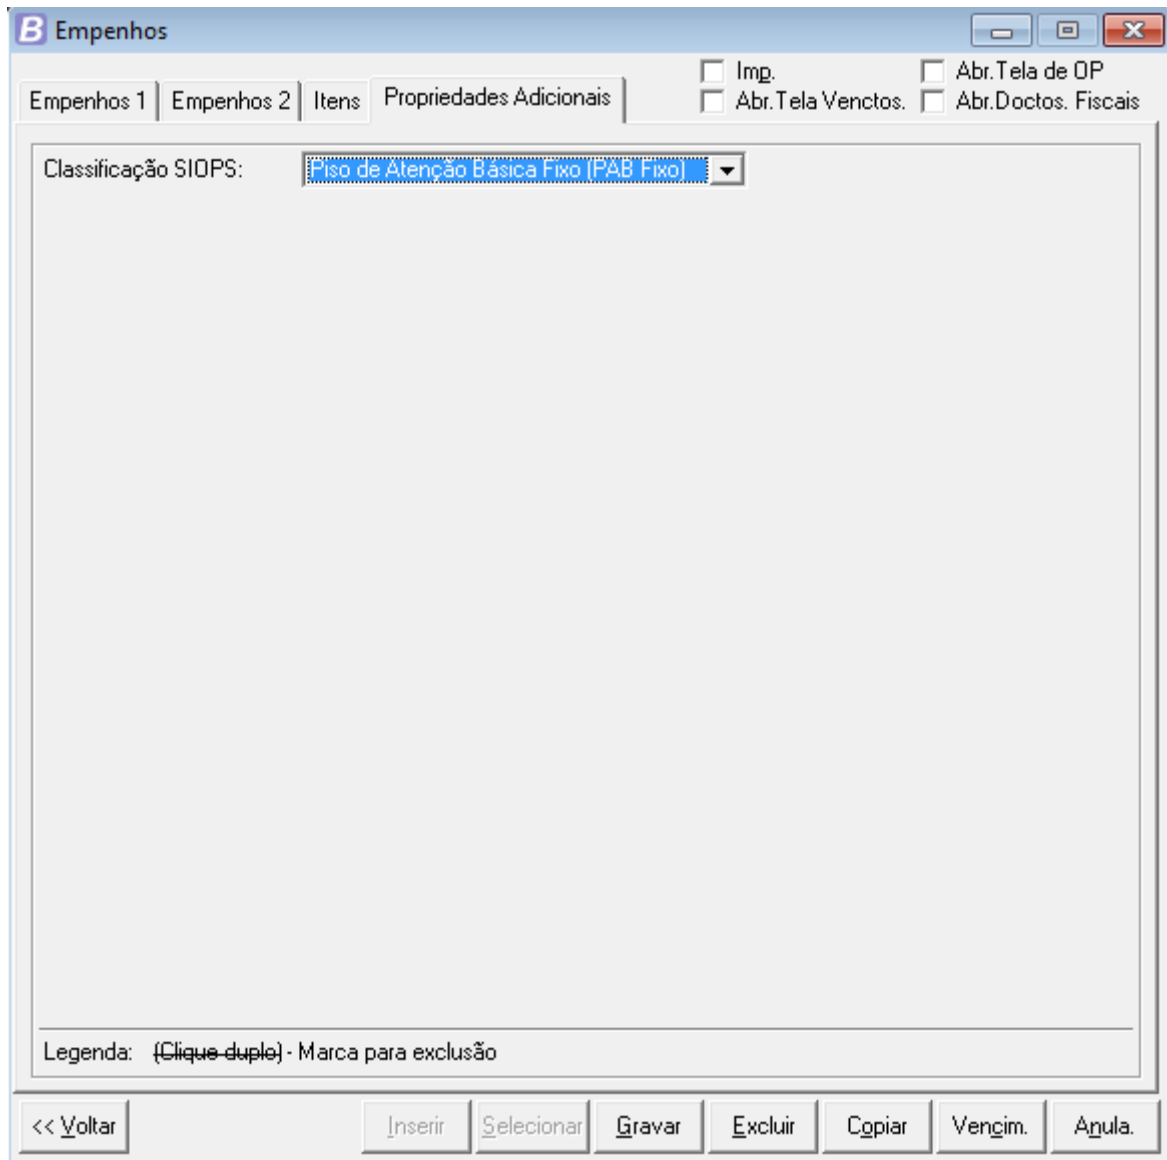 B Empenhos
Imp. Abr.Tela de OP
Empenhos 1 Empenhos 2 Itens Propriedades Adicionais Abr.Tela Venctos. Abr.Doctos. Fiscais
Classificação SIOPS: Piso de Atenção Básica Fixo (PAB Fixo)
Legenda: (Clique duplo) - Marca para exclusão
<< Voltar Inserir Selecionar Gravar Excluir Copiar Vencim. Anula.